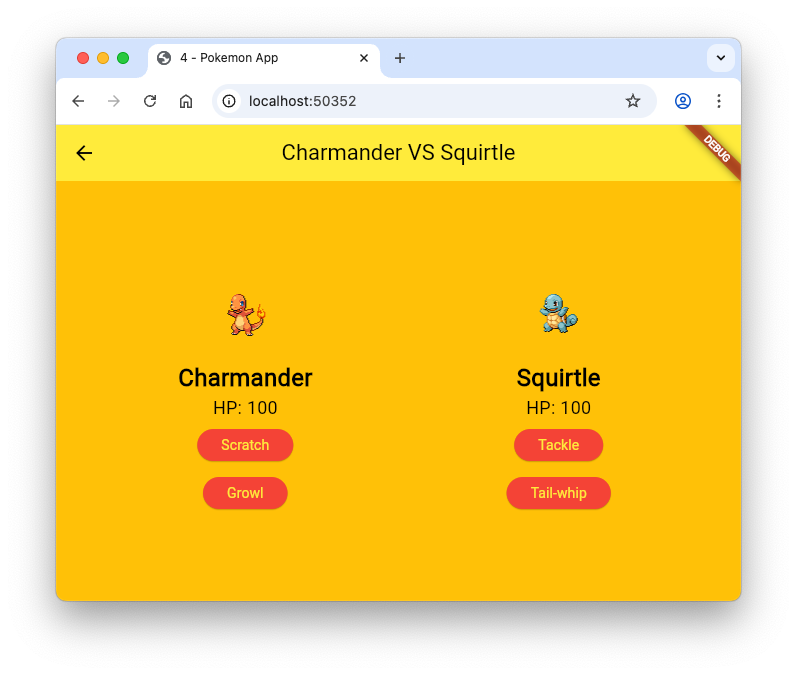 4 - Pokemon App
localhost:50352
Charmander VS Squirtle
DEBUG
Charmander
HP: 100
Scratch
Growl
Squirtle
HP: 100
Tackle
Tail-whip